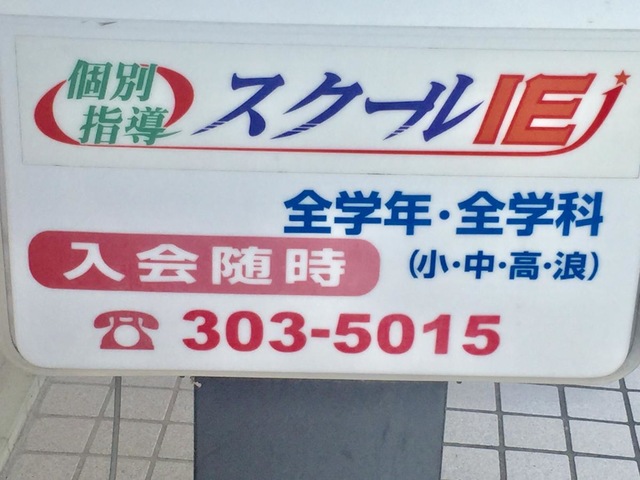 個別
指導
スクールIE
全学年・全学科
入会随時
(小・中・高・浪)
303-5015